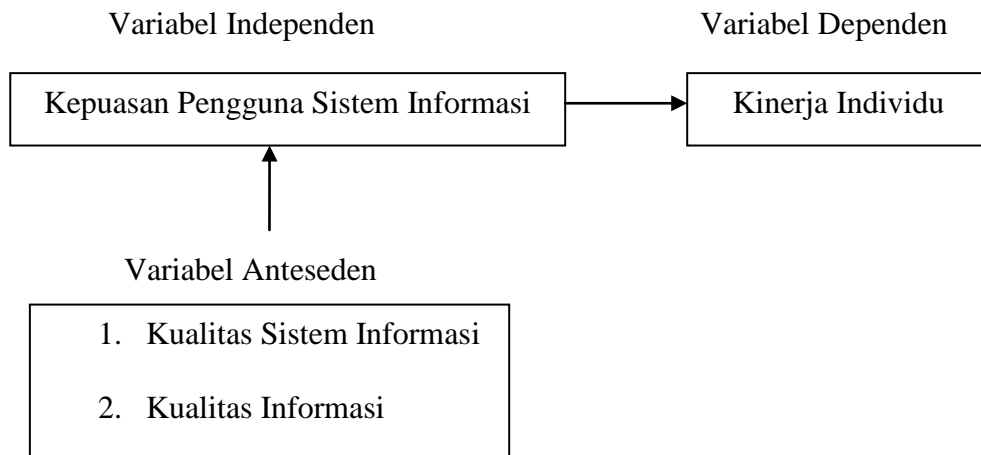 Variabel Independen
Variabel Dependen
Kepuasan Pengguna Sistem Informasi
Kinerja Individu
Variabel Anteseden
1. Kualitas Sistem Informasi
2. Kualitas Informasi